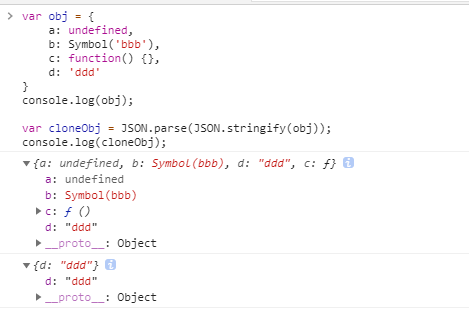 > var obj = {
a: undefined,
b: Symbol('bbb'),
c: function() {},
d: 'ddd'
}
console.log(obj);
var cloneObj = JSON.parse(JSON.stringify(obj));
console.log(cloneObj);
▼{a: undefined, b: Symbol(bbb), d: "ddd", c: ƒ} i
a: undefined
b: Symbol(bbb)
▶c: ƒ ()
d: "ddd"
▶__proto__: Object
▼{d: "ddd"} i
d: "ddd"
▶__proto__: Object